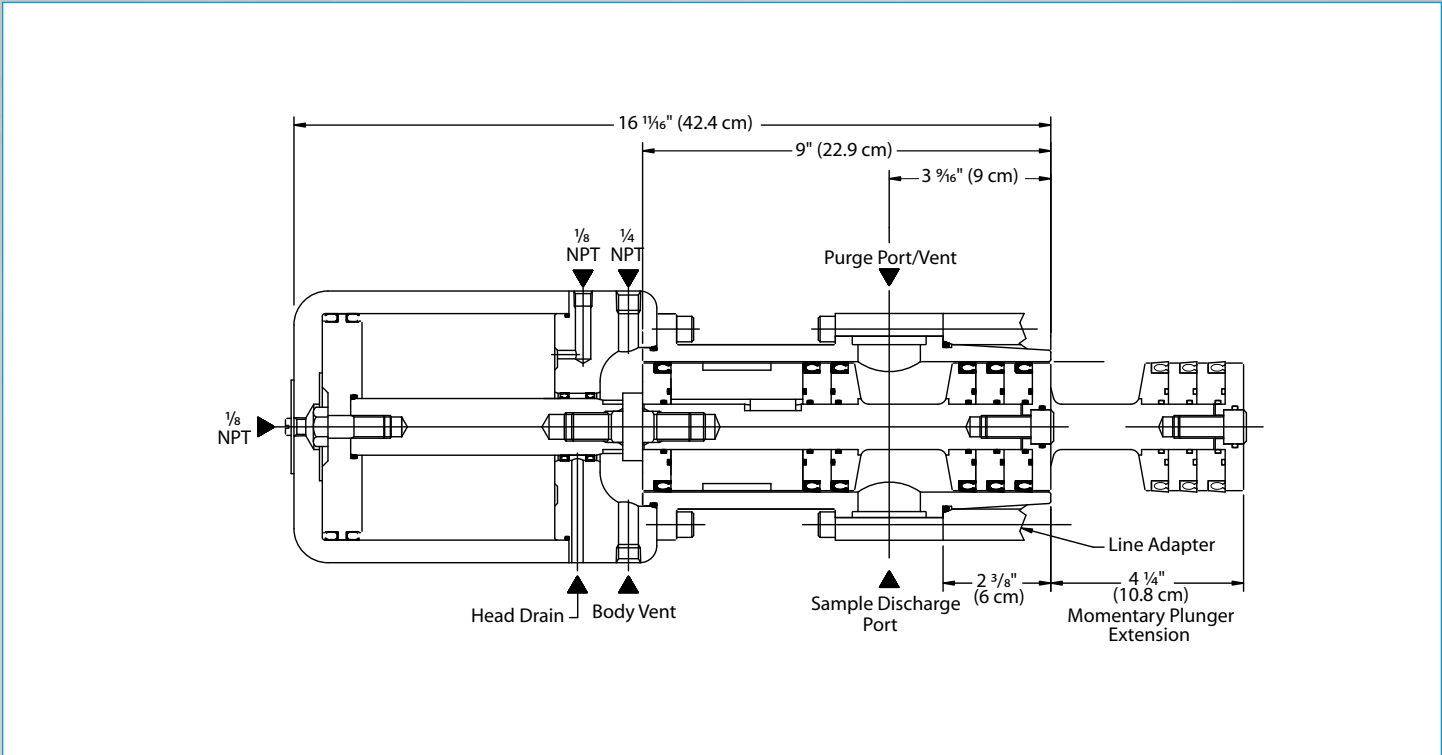 16 11⁄16" (42.4 cm)
9" (22.9 cm)
3 9⁄16" (9 cm)
1⁄8
NPT
1⁄4
NPT
Purge Port/Vent
1⁄8
NPT
Line Adapter
2 3/8"
(6 cm)
4 1⁄4"
(10.8 cm)
Momentary Plunger
Extension
Head Drain
Body Vent
Sample Discharge
Port